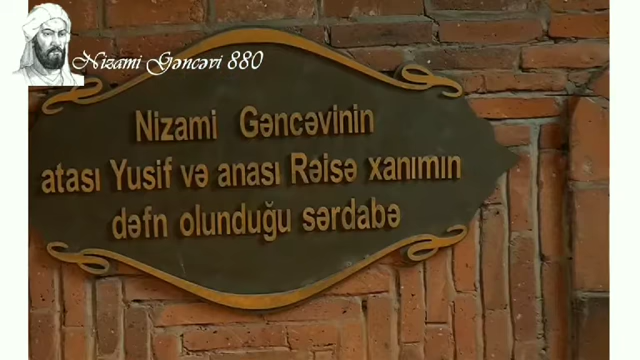 Nizami Gəncəvi 880
Nizami Gəncəvinin
atası Yusif və anası Rəisə xanımın
dəfn olunduğu sərdabə